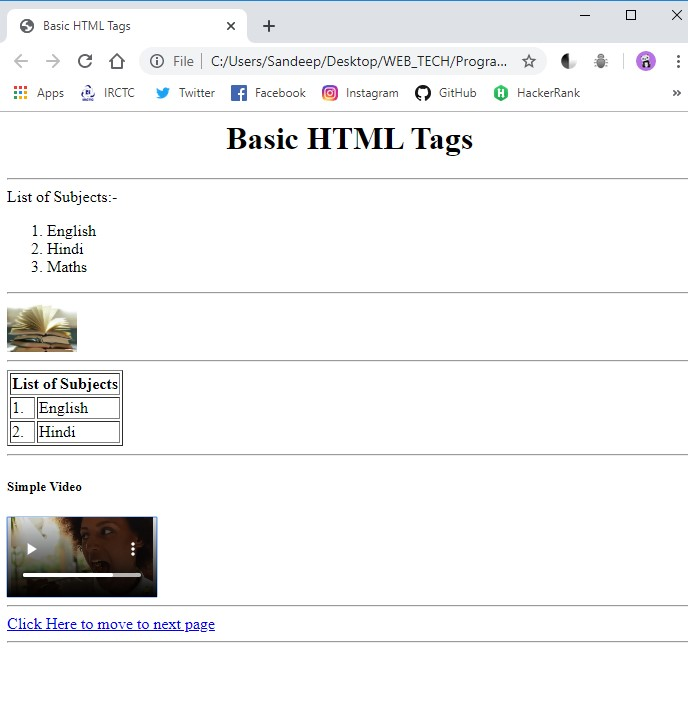 Basic HTML Tags
File | C:/Users/Sandeep/Desktop/WEB_TECH/Progra...
Apps IRCTC Twitter Facebook Instagram GitHub HackerRank »
Basic HTML Tags
List of Subjects:-
1. English
2. Hindi
3. Maths
List of Subjects
1. English
2. Hindi
Simple Video
Click Here to move to next page